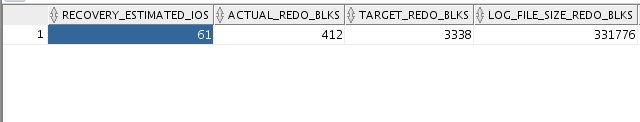 RECOVERY_ESTIMATED_IOS ACTUAL_REDO_BLKS TARGET_REDO_BLKS LOG_FILE_SIZE_REDO_BLKS
1 61 412 3338 331776